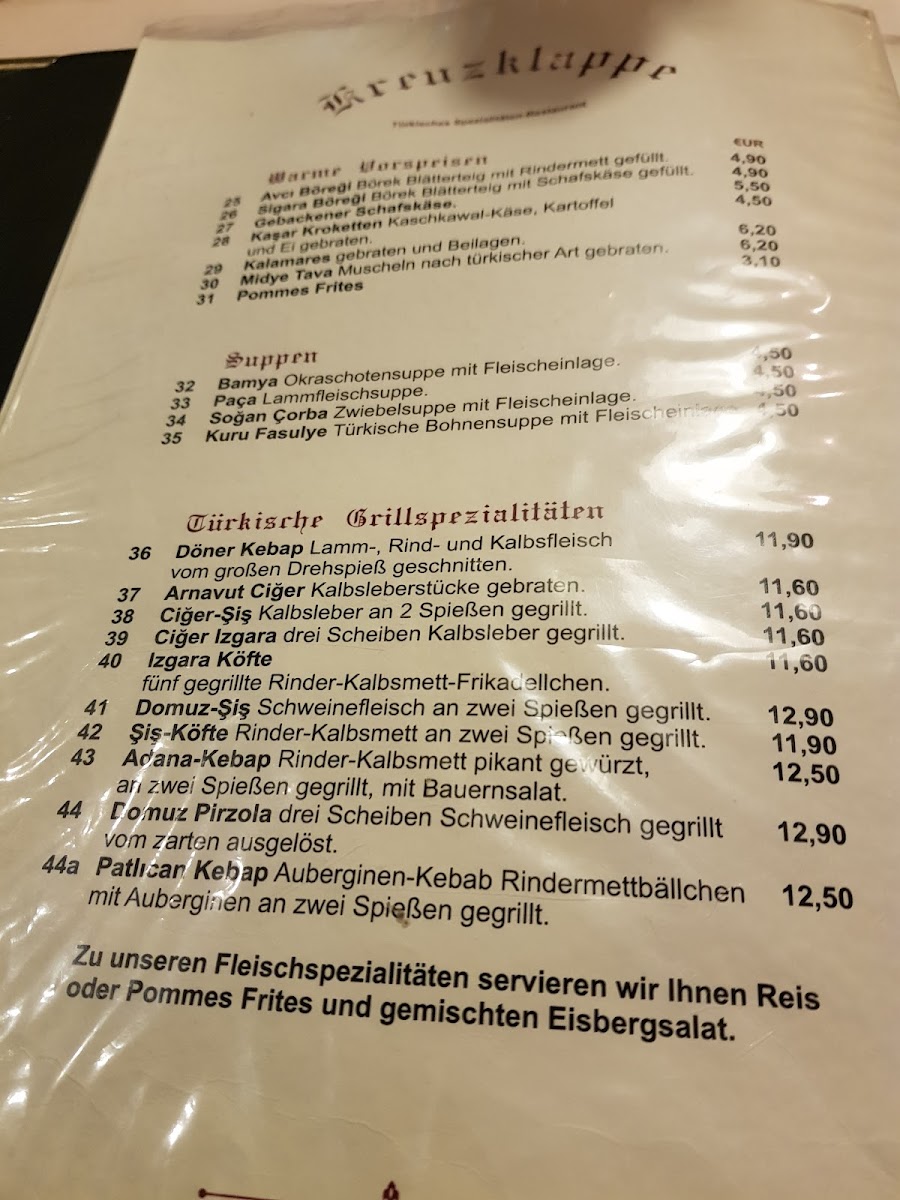 Kreuzklappe
Türkisches Spezialitäten-Restaurant
Warme Vorspeisen EUR
25 Avcı Böreği Börek Blätterteig mit Rindermett gefüllt. 4,90
26 Sigara Böreği Börek Blätterteig mit Schafskäse gefüllt. 4,90
27 Gebackener Schafskäse. 5,50
28 Kaşar Kroketten Kaschkawal-Käse, Kartoffel 4,50
und Ei gebraten.
29 Kalamares gebraten und Beilagen. 6,20
30 Midye Tava Muscheln nach türkischer Art gebraten. 6,20
31 Pommes Frites 3,10
Suppen
32 Bamya Okraschotensuppe mit Fleischeinlage. 4,50
33 Paça Lammfleischsuppe. 4,50
34 Soğan Çorba Zwiebelsuppe mit Fleischeinlage. 4,50
35 Kuru Fasulye Türkische Bohnensuppe mit Fleischeinlage 4,50
Türkische Grillspezialitäten
36 Döner Kebap Lamm-, Rind- und Kalbsfleisch 11,90
vom großen Drehspieß geschnitten.
37 Arnavut Ciğer Kalbsleberstücke gebraten. 11,60
38 Ciğer-Şiş Kalbsleber an 2 Spießen gegrillt. 11,60
39 Ciğer Izgara drei Scheiben Kalbsleber gegrillt. 11,60
40 Izgara Köfte 11,60
fünf gegrillte Rinder-Kalbsmett-Frikadellchen.
41 Domuz-Şiş Schweinefleisch an zwei Spießen gegrillt. 12,90
42 Şiş-Köfte Rinder-Kalbsmett an zwei Spießen gegrillt. 11,90
43 Adana-Kebap Rinder-Kalbsmett pikant gewürzt, 12,50
an zwei Spießen gegrillt, mit Bauernsalat.
44 Domuz Pirzola drei Scheiben Schweinefleisch gegrillt 12,90
vom zarten ausgelöst.
44a Patlıcan Kebap Auberginen-Kebab Rindermettbällchen 12,50
mit Auberginen an zwei Spießen gegrillt.
Zu unseren Fleischspezialitäten servieren wir Ihnen Reis
oder Pommes Frites und gemischten Eisbergsalat.